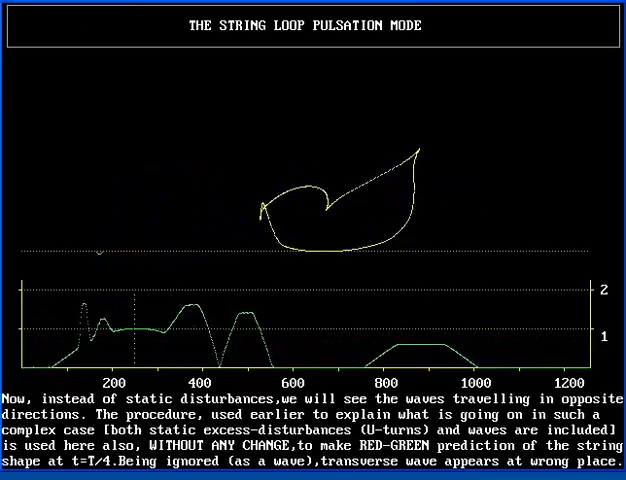 THE STRING LOOP PULSATION MODE
2
1
200 400 600 800 1000 1200
Now, instead of static disturbances,we will see the waves travelling in opposite
directions. The procedure, used earlier to explain what is going on in such a
complex case [both static excess-disturbances (U-turns) and waves are included]
is used here also, WITHOUT ANY CHANGE,to make RED-GREEN prediction of the string
shape at t=T/4.Being ignored (as a wave),transverse wave appears at wrong place.